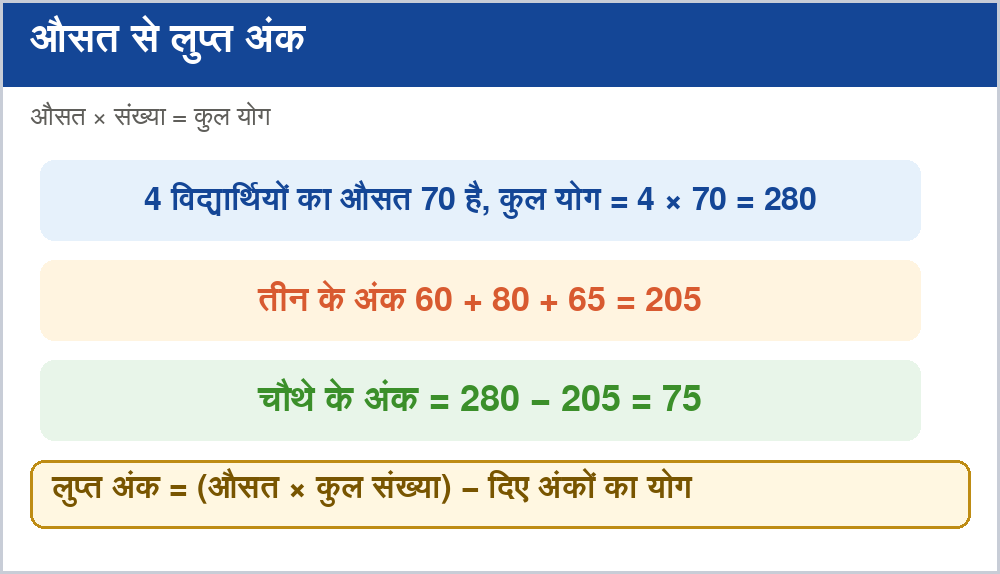 औसत से लुप्त अंक
औसत × संख्या = कुल योग
4 विद्यार्थियों का औसत 70 है, कुल योग = 4 × 70 = 280
तीन के अंक 60 + 80 + 65 = 205
चौथे के अंक = 280 − 205 = 75
लुप्त अंक = (औसत × कुल संख्या) − दिए अंकों का योग